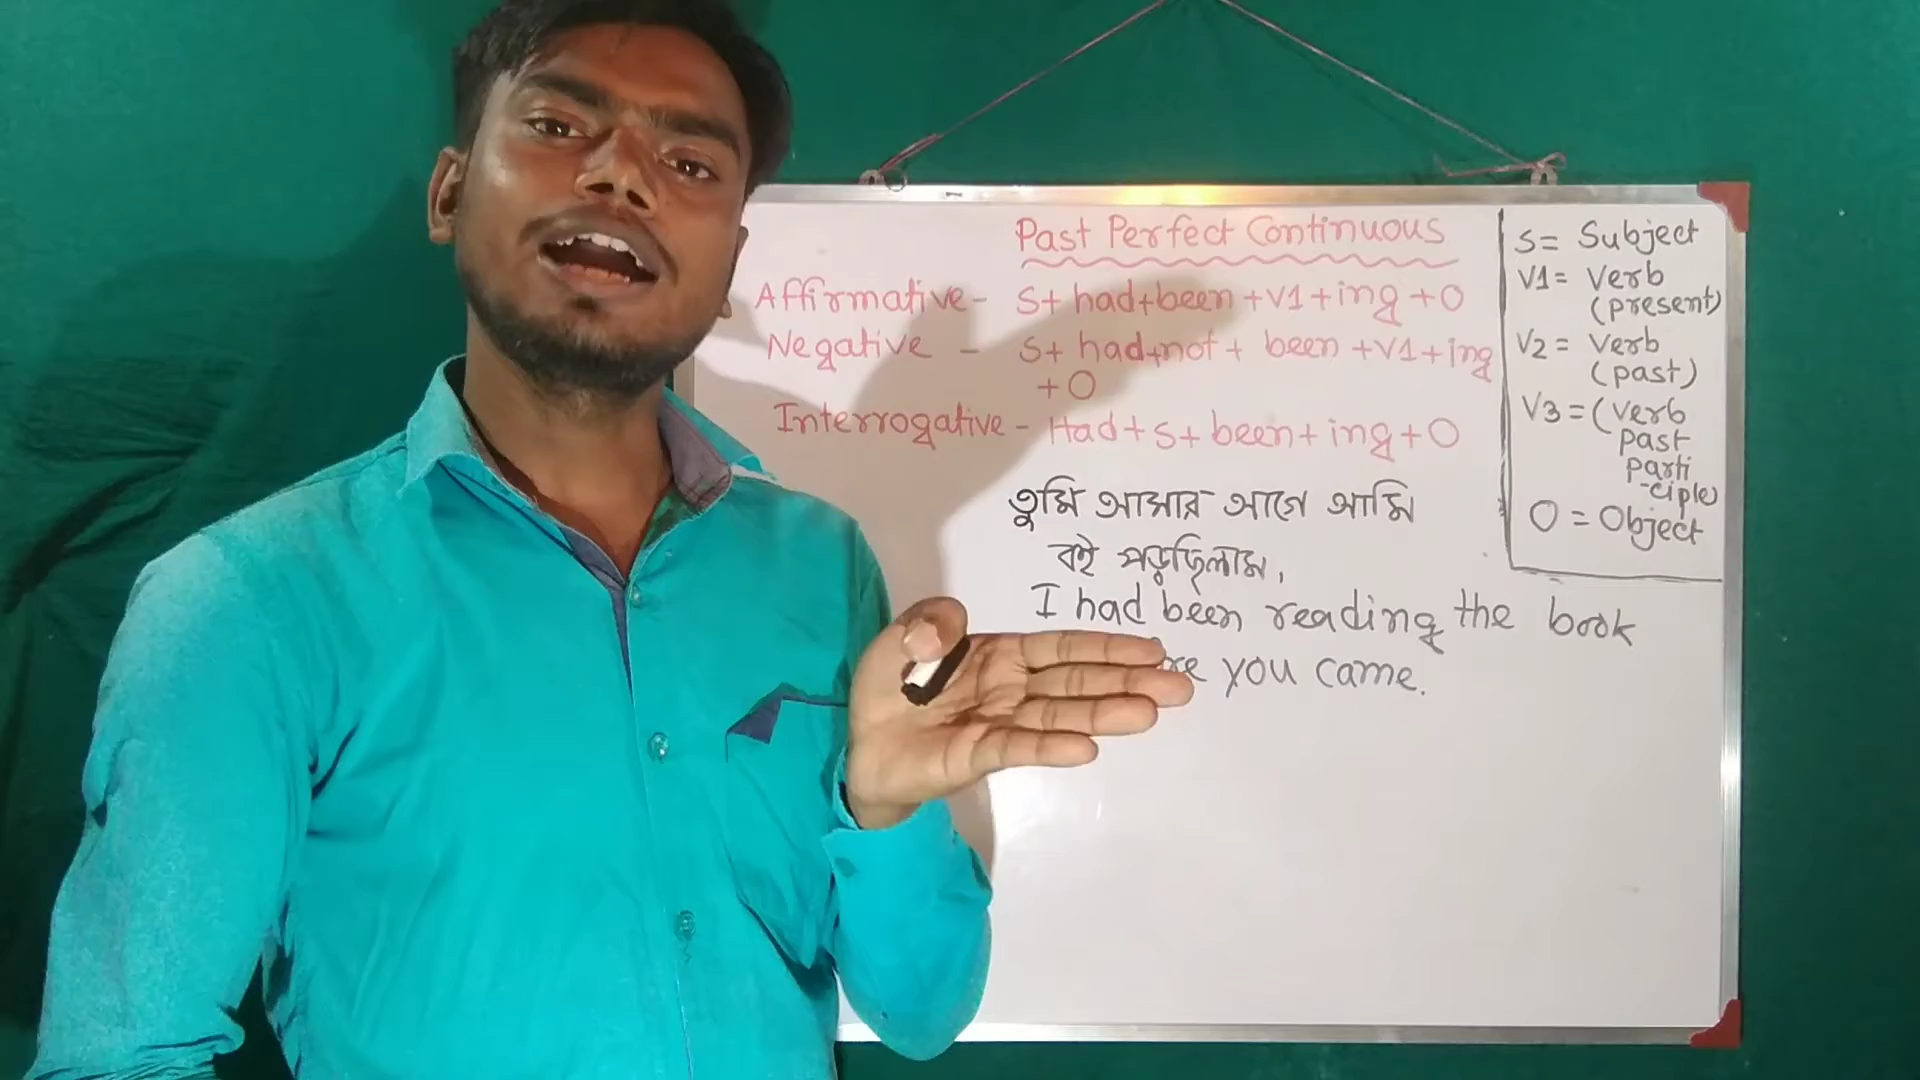 Past Perfect Continuous
Affirmative - S+ had+been +V1+ing +O
Negative - S+ had+not+ been +V1+ing
+O
Interrogative - Had+S+been+ing+O
তুমি আসার আগে আমি
বই পড়ছিলাম,
I had been reading the book
you came.
S= Subject
V1= Verb
(present)
V2= Verb
(past)
V3=(Verb
past
parti
-ciple)
O = Object